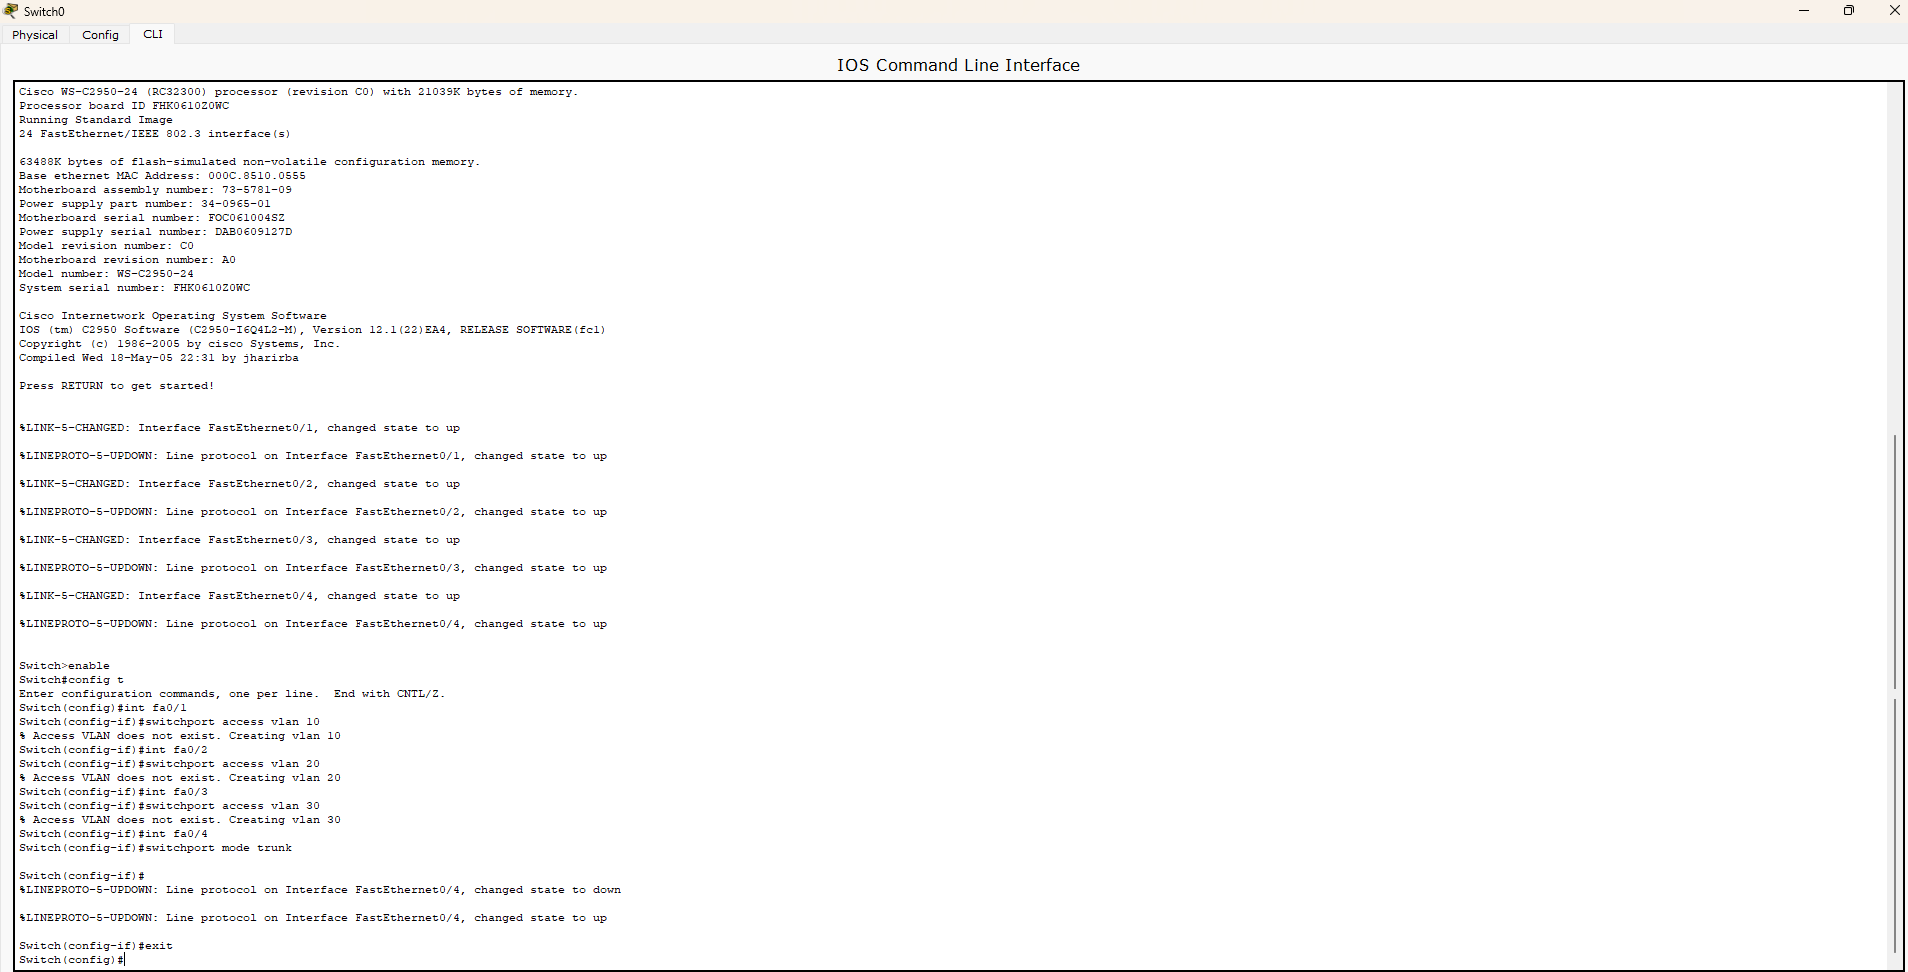 Switch0
Physical Config CLI
IOS Command Line Interface
Cisco WS-C2950-24 (RC32300) processor (revision C0) with 21039K bytes of memory.
Processor board ID FHK0610Z0WC
Running Standard Image
24 FastEthernet/IEEE 802.3 interface(s)
63488K bytes of flash-simulated non-volatile configuration memory.
Base ethernet MAC Address: 000C.8510.0555
Motherboard assembly number: 73-5781-09
Power supply part number: 34-0965-01
Motherboard serial number: FOC061004SZ
Power supply serial number: DAB0609127D
Model revision number: C0
Motherboard revision number: A0
Model number: WS-C2950-24
System serial number: FHK0610Z0WC
Cisco Internetwork Operating System Software
IOS (tm) C2950 Software (C2950-I6Q4L2-M), Version 12.1(22)EA4, RELEASE SOFTWARE(fc1)
Copyright (c) 1986-2005 by cisco Systems, Inc.
Compiled Wed 18-May-05 22:31 by jharirba
Press RETURN to get started!
%LINK-5-CHANGED: Interface FastEthernet0/1, changed state to up
%LINEPROTO-5-UPDOWN: Line protocol on Interface FastEthernet0/1, changed state to up
%LINK-5-CHANGED: Interface FastEthernet0/2, changed state to up
%LINEPROTO-5-UPDOWN: Line protocol on Interface FastEthernet0/2, changed state to up
%LINK-5-CHANGED: Interface FastEthernet0/3, changed state to up
%LINEPROTO-5-UPDOWN: Line protocol on Interface FastEthernet0/3, changed state to up
%LINK-5-CHANGED: Interface FastEthernet0/4, changed state to up
%LINEPROTO-5-UPDOWN: Line protocol on Interface FastEthernet0/4, changed state to up
Switch>enable
Switch#config t
Enter configuration commands, one per line.  End with CNTL/Z.
Switch(config)#int fa0/1
Switch(config-if)#switchport access vlan 10
% Access VLAN does not exist. Creating vlan 10
Switch(config-if)#int fa0/2
Switch(config-if)#switchport access vlan 20
% Access VLAN does not exist. Creating vlan 20
Switch(config-if)#int fa0/3
Switch(config-if)#switchport access vlan 30
% Access VLAN does not exist. Creating vlan 30
Switch(config-if)#int fa0/4
Switch(config-if)#switchport mode trunk
Switch(config-if)#
%LINEPROTO-5-UPDOWN: Line protocol on Interface FastEthernet0/4, changed state to down
%LINEPROTO-5-UPDOWN: Line protocol on Interface FastEthernet0/4, changed state to up
Switch(config-if)#exit
Switch(config)#